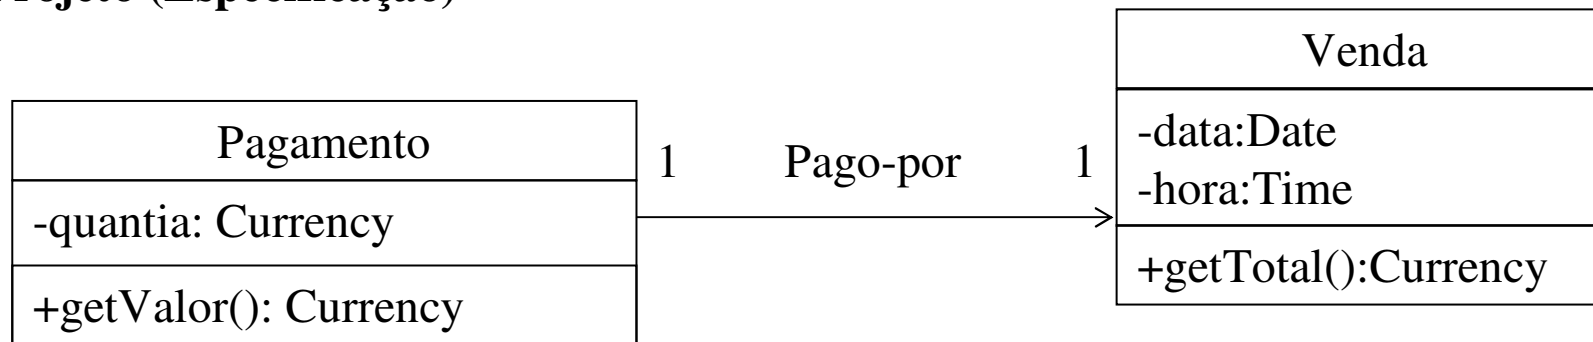 Venda
-data:Date
-hora:Time
+getTotal():Currency
Pagamento
-quantia: Currency
+getValor(): Currency
1 Pago-por 1